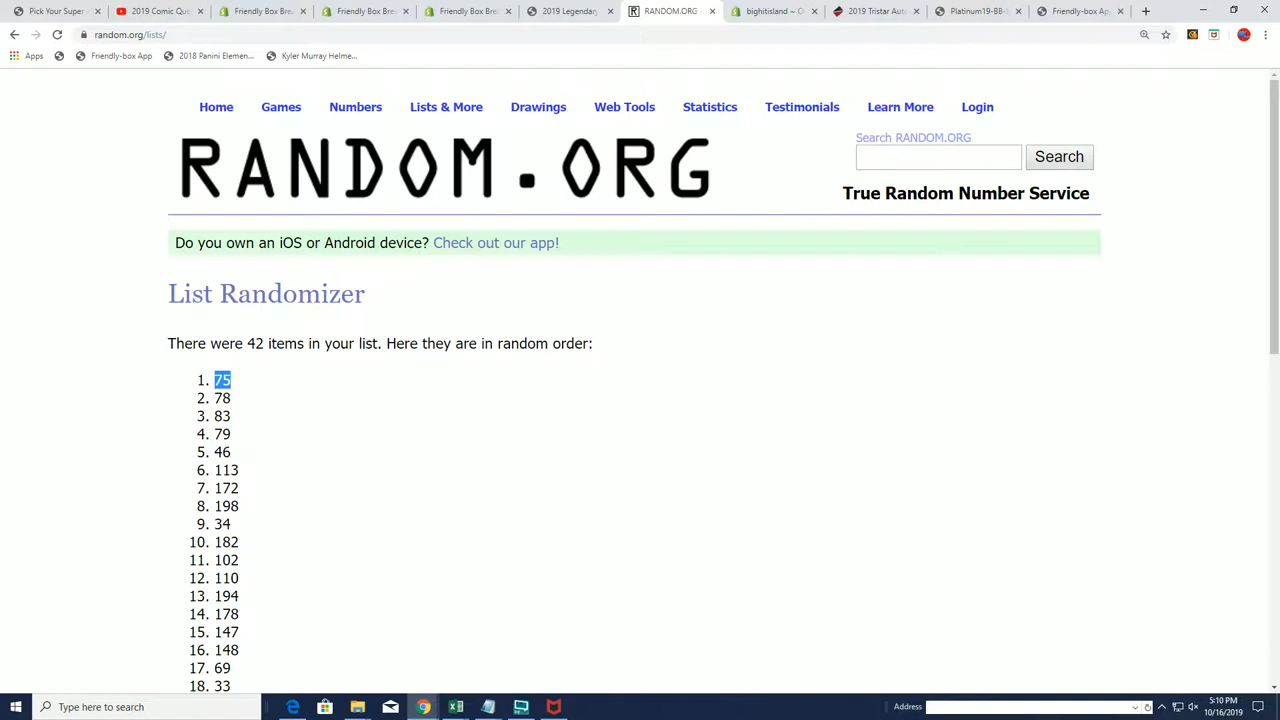 Pick Your Super
2019 Comic Ques
Friendly Box Bre
Friendly Box Bre
Friendly Box Bre
2019 Legendary
RANDOM.ORG -
bighitisland ~ C
2019 Tristar Aut
Platinum19-BB-
Friendly-box Ap
random.org/lists/
Apps
Friendly-box App
2018 Panini Elemen...
Kyler Murray Helme...
Home
Games
Numbers
Lists & More
Drawings
Web Tools
Statistics
Testimonials
Learn More
Login
RANDOM.ORG
Search RANDOM.ORG
Search
True Random Number Service
Do you own an iOS or Android device? Check out our app!
List Randomizer
There were 42 items in your list. Here they are in random order:
1. 75
2. 78
3. 83
4. 79
5. 46
6. 113
7. 172
8. 198
9. 34
10. 182
11. 102
12. 110
13. 194
14. 178
15. 147
16. 148
17. 69
18. 33
Type here to search
Address
5:10 PM
10/16/2019